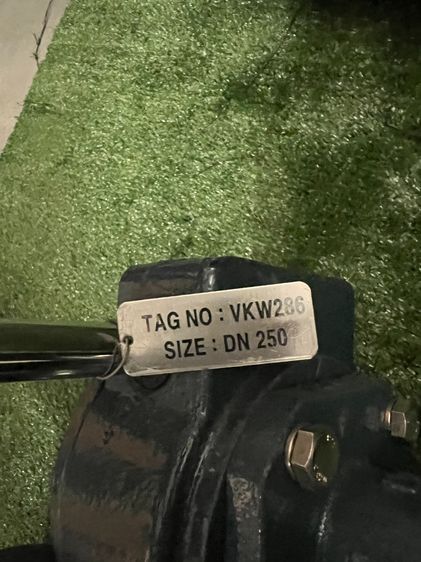 TAG NO : VKW286
SIZE : DN 250